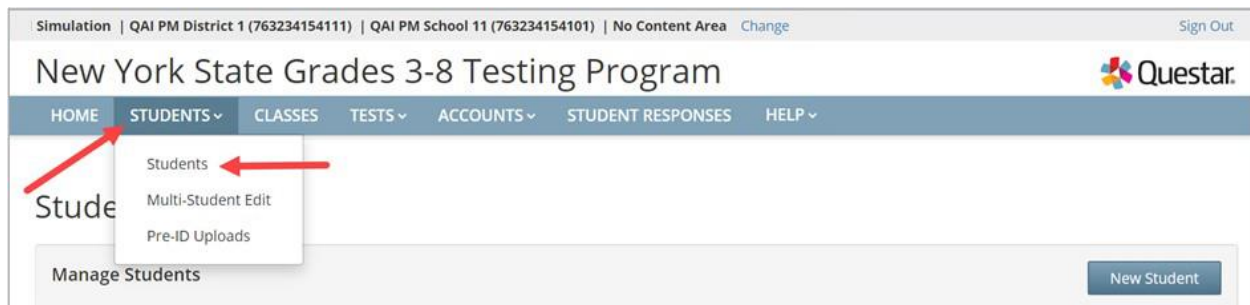 Simulation | QAI PM District 1 (763234154111) | QAI PM School 11 (763234154101) | No Content Area Change Sign Out
New York State Grades 3-8 Testing Program Questar.
HOME STUDENTS CLASSES TESTS ACCOUNTS STUDENT RESPONSES HELP
Students
Multi-Student Edit
Stude
Pre-ID Uploads
Manage Students New Student